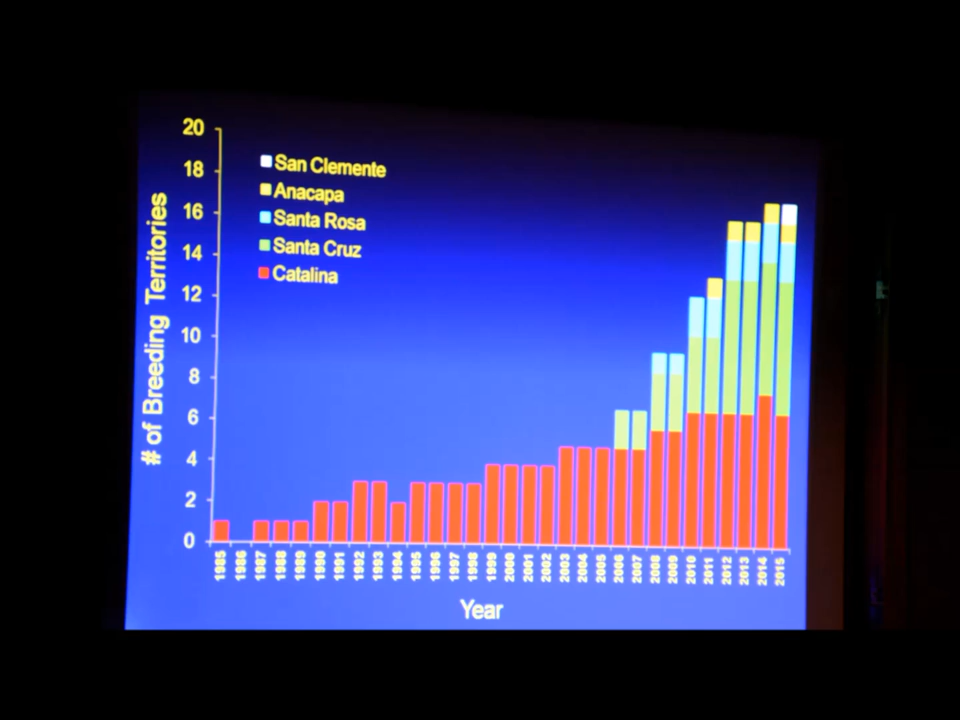 # of Breeding Territories
20
18
16
14
12
10
8
6
4
2
0
San Clemente
Anacapa
Santa Rosa
Santa Cruz
Catalina
1985 1986 1987 1988 1989 1990 1991 1992 1993 1994 1995 1996 1997 1998 1999 2000 2001 2002 2003 2004 2005 2006 2007 2008 2009 2010 2011 2012 2013 2014 2015
Year